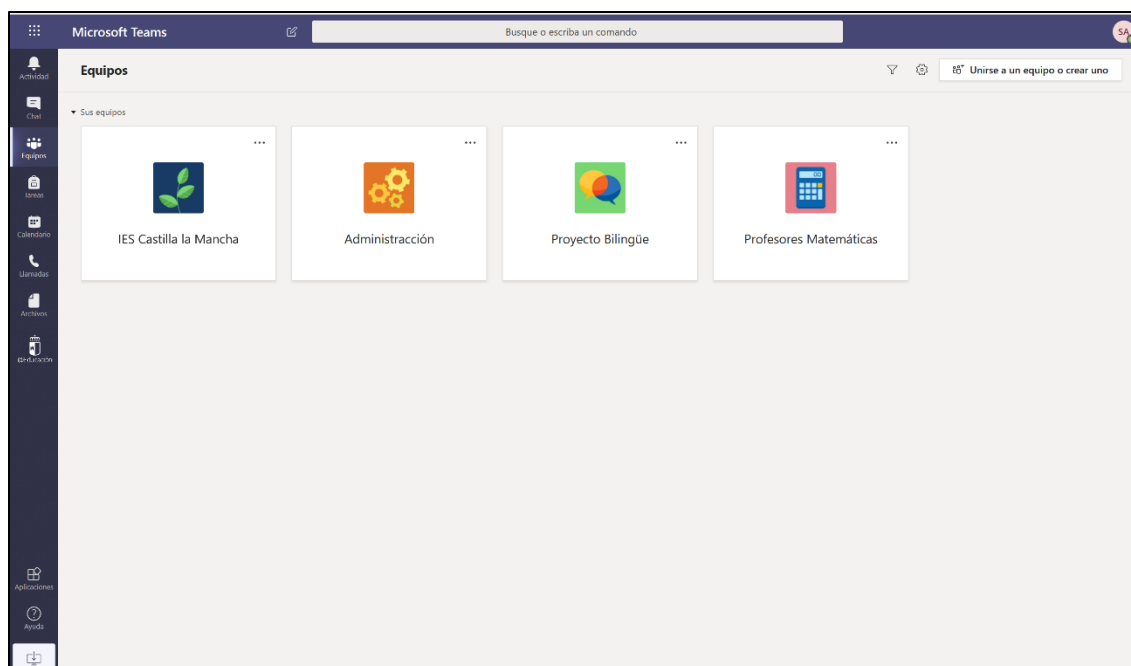 Microsoft Teams
Busque o escriba un comando
SA
Actividad
Chat
Equipos
Tareas
Calendario
Llamadas
Archivos
@Educación
Aplicaciones
Ayuda
Equipos
Unirse a un equipo o crear uno
Sus equipos
IES Castilla la Mancha
Administracción
Proyecto Bilingüe
Profesores Matemáticas